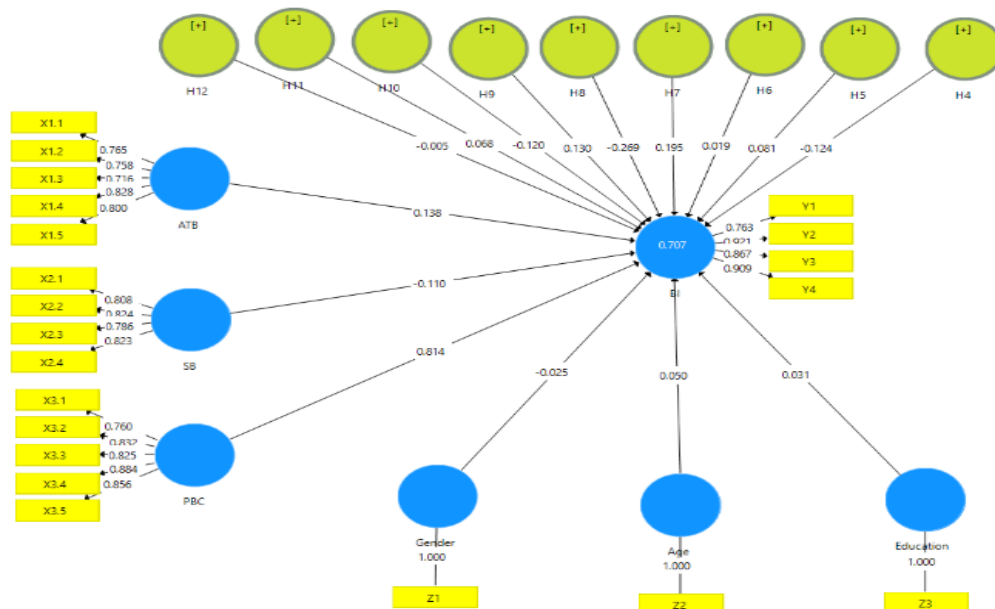 [+] [+] [+] [+] [+] [+] [+] [+] [+]
H12 H11 H10 H9 H8 H7 H6 H5 H4
-0.005 0.068 -0.120 0.130 -0.269 0.195 0.019 0.081 -0.124
X1.1
X1.2
X1.3
X1.4
X1.5
0.765
0.758
0.716
0.828
0.800
ATB
0.138
X2.1
X2.2
X2.3
X2.4
0.808
0.824
0.786
0.823
SB
-0.110
X3.1
X3.2
X3.3
X3.4
X3.5
0.760
0.832
0.825
0.884
0.856
PBC
0.814
0.707
BI
0.763
0.921
0.867
0.909
Y1
Y2
Y3
Y4
-0.025 0.050 0.031
Gender Age Education
1.000 1.000 1.000
Z1 Z2 Z3